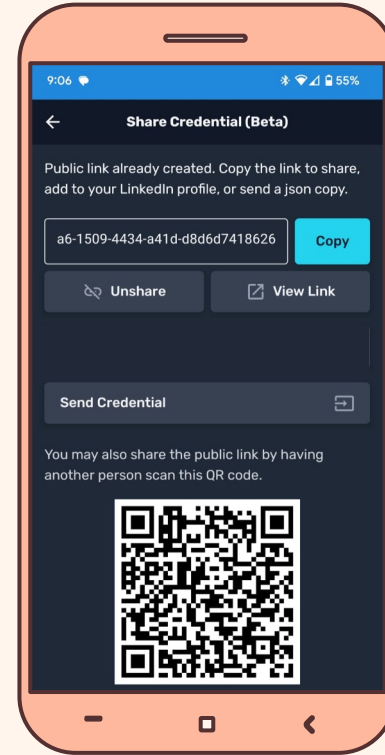 9:06 55%
Share Credential (Beta)
Public link already created. Copy the link to share,
add to your LinkedIn profile, or send a json copy.
a6-1509-4434-a41d-d8d6d7418626 Copy
Unshare View Link
Send Credential
You may also share the public link by having
another person scan this QR code.